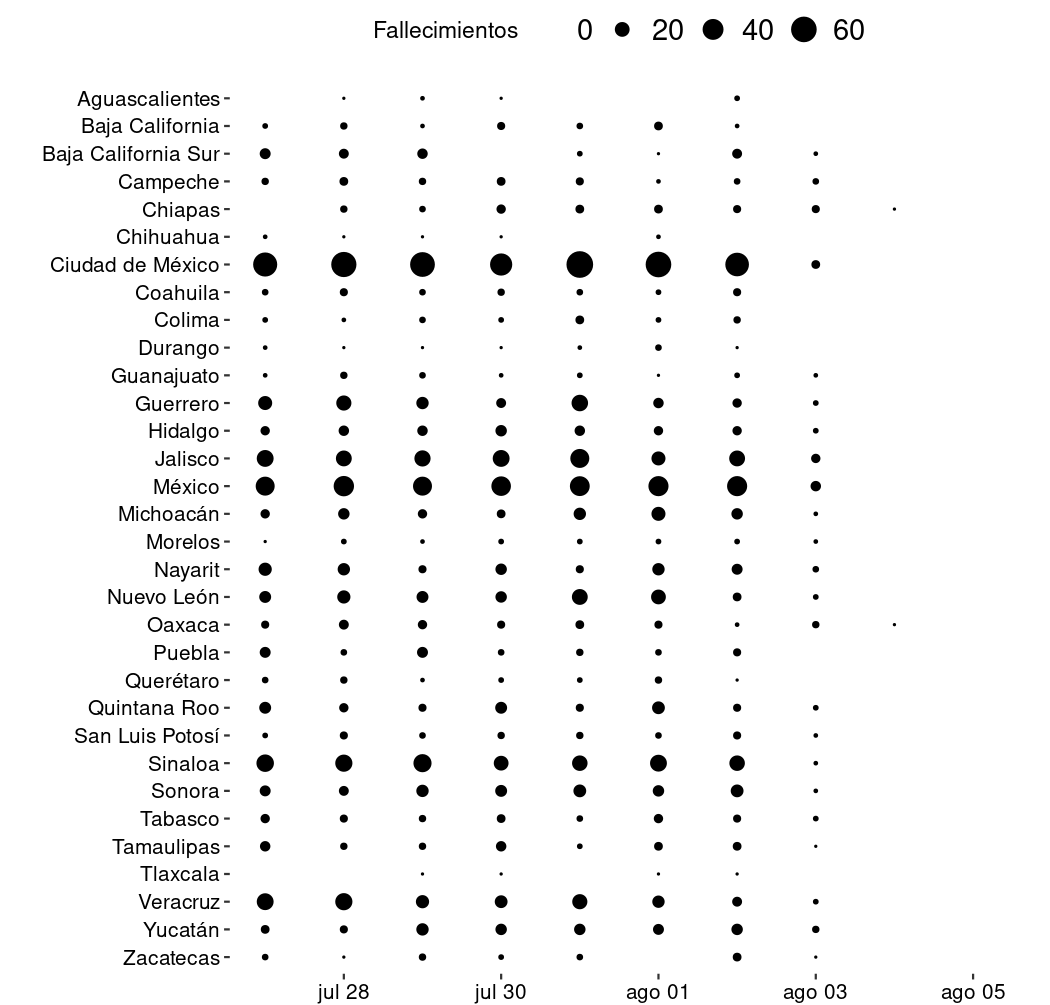 Fallecimientos 0 20 40 60
Aguascalientes
Baja California
Baja California Sur
Campeche
Chiapas
Chihuahua
Ciudad de México
Coahuila
Colima
Durango
Guanajuato
Guerrero
Hidalgo
Jalisco
México
Michoacán
Morelos
Nayarit
Nuevo León
Oaxaca
Puebla
Querétaro
Quintana Roo
San Luis Potosí
Sinaloa
Sonora
Tabasco
Tamaulipas
Tlaxcala
Veracruz
Yucatán
Zacatecas
jul 28 jul 30 ago 01 ago 03 ago 05